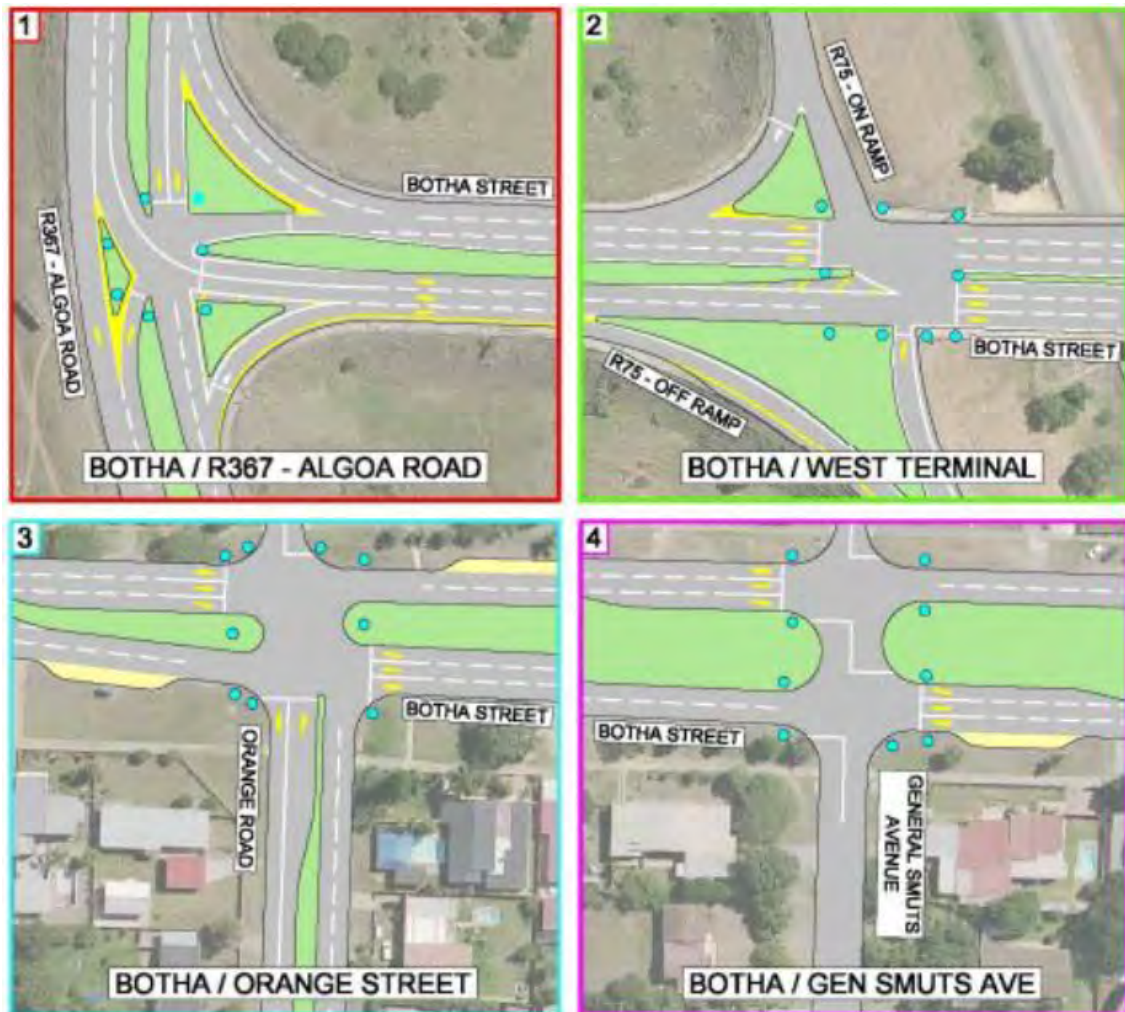 1
BOTHA STREET
R367 - ALGOA ROAD
BOTHA / R367 - ALGOA ROAD
2
R75 - ON RAMP
BOTHA STREET
R75 - OFF RAMP
BOTHA / WEST TERMINAL
3
BOTHA STREET
ORANGE ROAD
BOTHA / ORANGE STREET
4
BOTHA STREET
GENERAL SMUTS
AVENUE
BOTHA / GEN SMUTS AVE